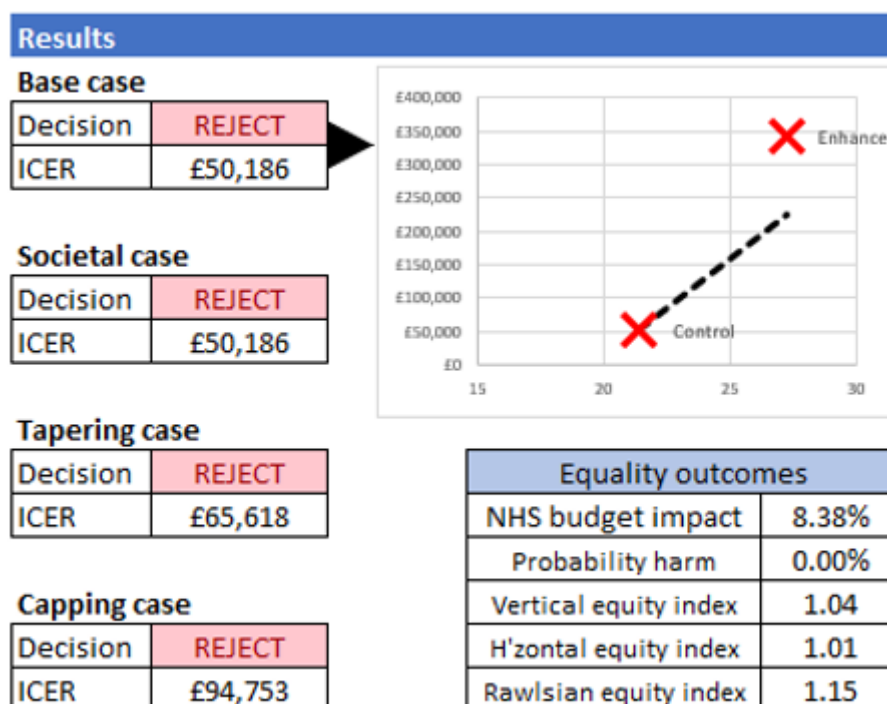 Results
Base case
Decision REJECT
ICER £50,186
£400,000
£350,000
£300,000
£250,000
£200,000
£150,000
£100,000
£50,000
£0
15 20 25 30
Enhance
Control
Societal case
Decision REJECT
ICER £50,186
Tapering case
Decision REJECT
ICER £65,618
Capping case
Decision REJECT
ICER £94,753
Equality outcomes
NHS budget impact 8.38%
Probability harm 0.00%
Vertical equity index 1.04
H'zontal equity index 1.01
Rawlsian equity index 1.15